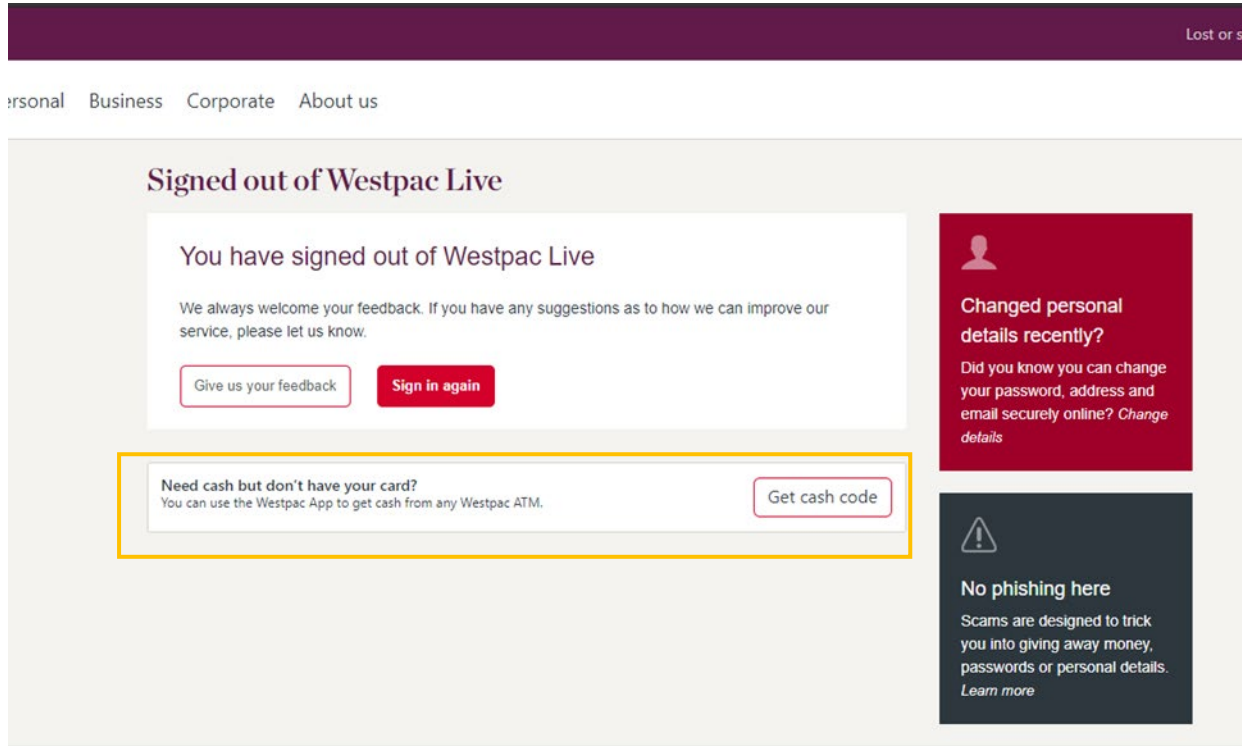 Lost or
Business Corporate About us
Signed out of Westpac Live
You have signed out of Westpac Live
We always welcome your feedback. If you have any suggestions as to how we can improve our
service, please let us know.
Give us your feedback
Sign in again
Need cash but don't have your card?
You can use the Westpac App to get cash from any Westpac ATM.
Get cash code
Changed personal
details recently?
Did you know you can change
your password, address and
email securely online? Change
details
No phishing here
Scams are designed to trick
you into giving away money,
passwords or personal details.
Learn more